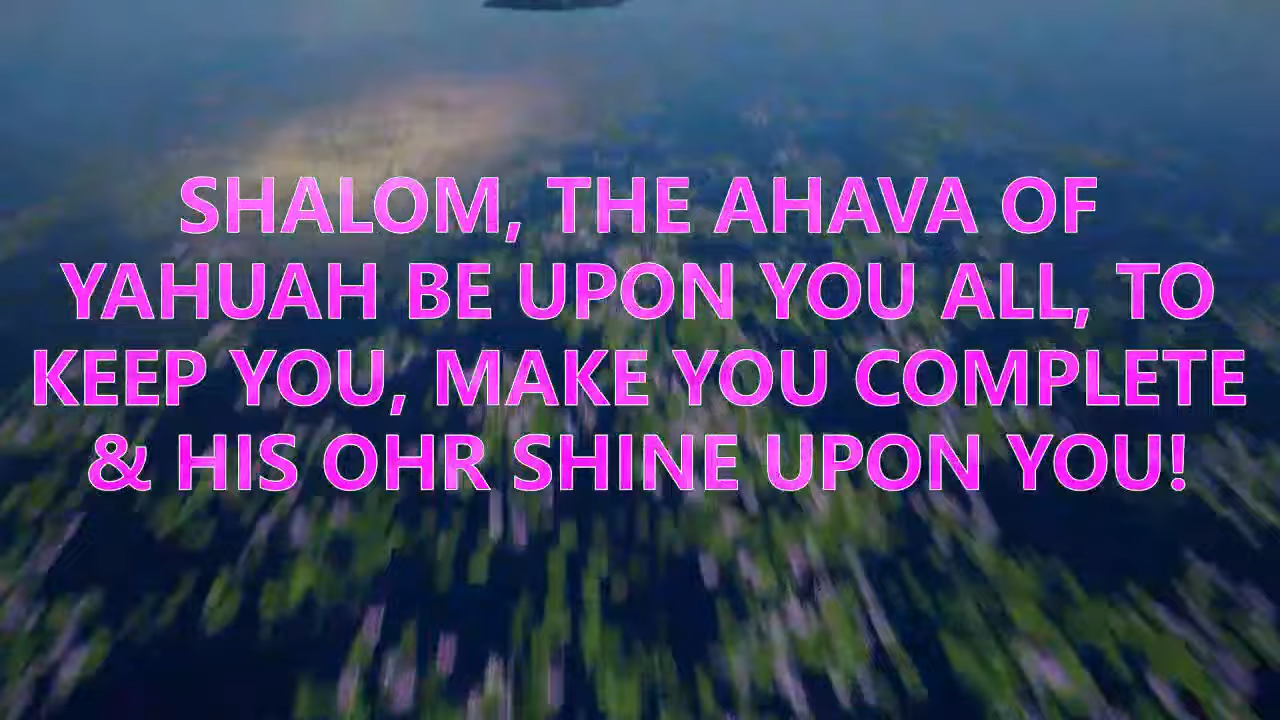 SHALOM, THE AHAVA OF
YAHUAH BE UPON YOU ALL, TO
KEEP YOU, MAKE YOU COMPLETE
& HIS OHR SHINE UPON YOU!